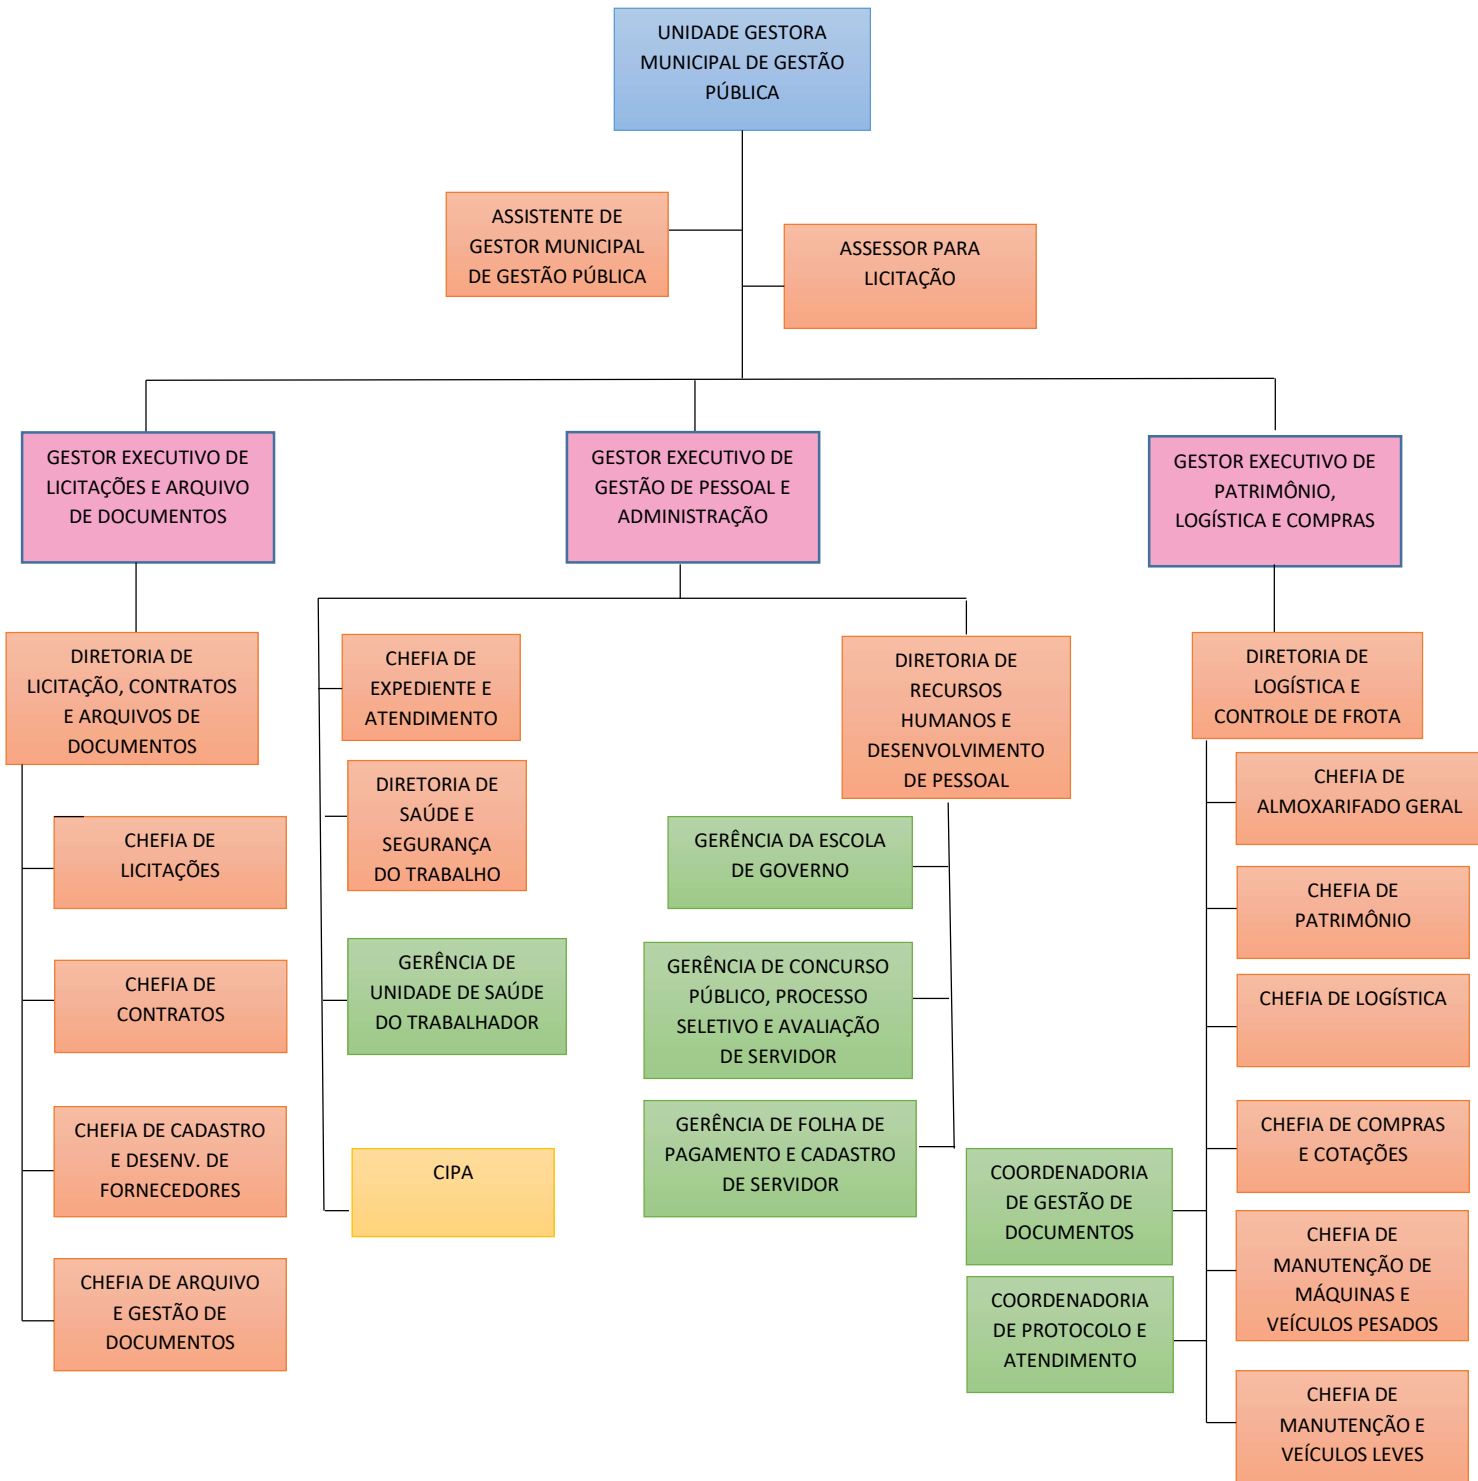 UNIDADE GESTORA
MUNICIPAL DE GESTÃO
PÚBLICA
ASSISTENTE DE
GESTOR MUNICIPAL
DE GESTÃO PÚBLICA
ASSESSOR PARA
LICITAÇÃO
GESTOR EXECUTIVO DE
LICITAÇÕES E ARQUIVO
DE DOCUMENTOS
GESTOR EXECUTIVO DE
GESTÃO DE PESSOAL E
ADMINISTRAÇÃO
GESTOR EXECUTIVO DE
PATRIMÔNIO,
LOGÍSTICA E COMPRAS
DIRETORIA DE
LICITAÇÃO, CONTRATOS
E ARQUIVOS DE
DOCUMENTOS
CHEFIA DE
LICITAÇÕES
CHEFIA DE
CONTRATOS
CHEFIA DE CADASTRO
E DESENV. DE
FORNECEDORES
CHEFIA DE ARQUIVO
E GESTÃO DE
DOCUMENTOS
CHEFIA DE
EXPEDIENTE E
ATENDIMENTO
DIRETORIA DE
SAÚDE E
SEGURANÇA
DO TRABALHO
GERÊNCIA DE
UNIDADE DE SAÚDE
DO TRABALHADOR
CIPA
DIRETORIA DE
RECURSOS
HUMANOS E
DESENVOLVIMENTO
DE PESSOAL
GERÊNCIA DA ESCOLA
DE GOVERNO
GERÊNCIA DE CONCURSO
PÚBLICO, PROCESSO
SELETIVO E AVALIAÇÃO
DE SERVIDOR
GERÊNCIA DE FOLHA DE
PAGAMENTO E CADASTRO
DE SERVIDOR
DIRETORIA DE
LOGÍSTICA E
CONTROLE DE FROTA
CHEFIA DE
ALMOXARIFADO GERAL
CHEFIA DE
PATRIMÔNIO
CHEFIA DE LOGÍSTICA
CHEFIA DE COMPRAS
E COTAÇÕES
COORDENADORIA
DE GESTÃO DE
DOCUMENTOS
CHEFIA DE
MANUTENÇÃO DE
MÁQUINAS E
VEÍCULOS PESADOS
COORDENADORIA
DE PROTOCOLO E
ATENDIMENTO
CHEFIA DE
MANUTENÇÃO E
VEÍCULOS LEVES